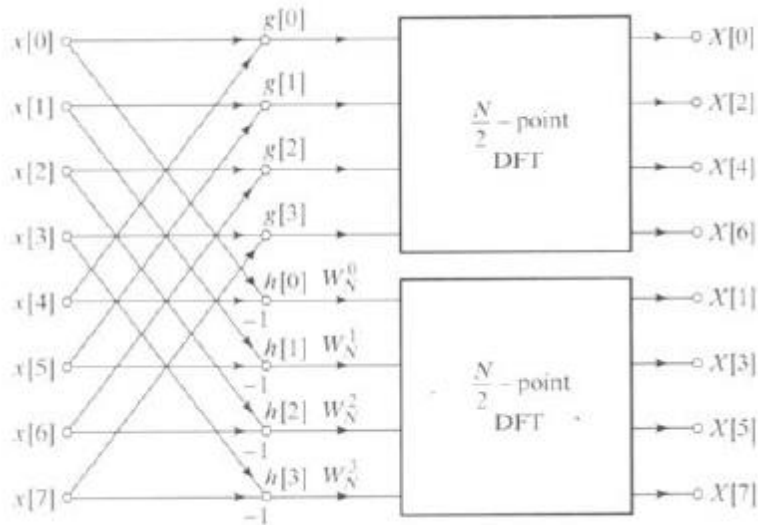 x[0] g[0] X[0]
x[1] g[1] X[2]
N/2 – point
DFT
x[2] g[2] X[4]
x[3] g[3] X[6]
x[4] h[0] W_N^0 X[1]
-1
x[5] h[1] W_N^1 X[3]
-1
N/2 – point
DFT
x[6] h[2] W_N^2 X[5]
-1
x[7] h[3] W_N^3 X[7]
-1